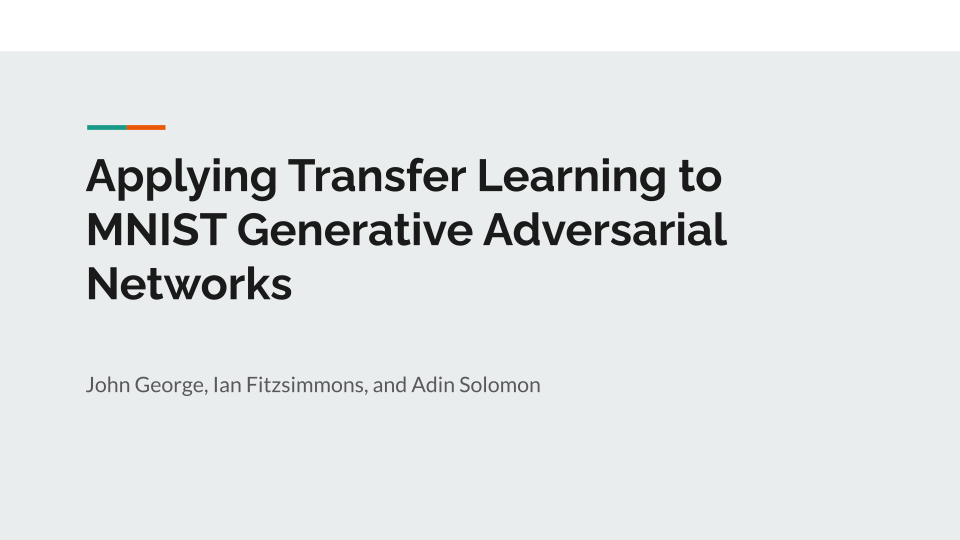 Applying Transfer Learning to
MNIST Generative Adversarial
Networks
John George, Ian Fitzsimmons, and Adin Solomon